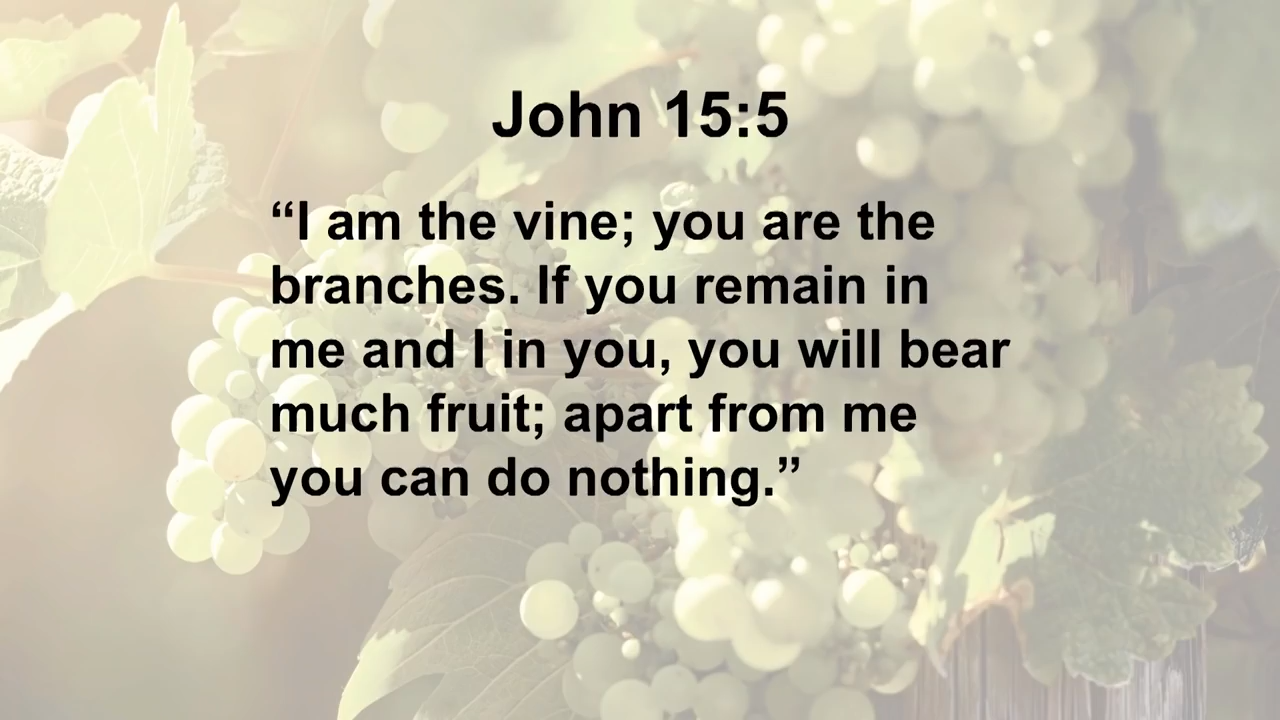 John 15:5
“I am the vine; you are the
branches. If you remain in
me and I in you, you will bear
much fruit; apart from me
you can do nothing.”